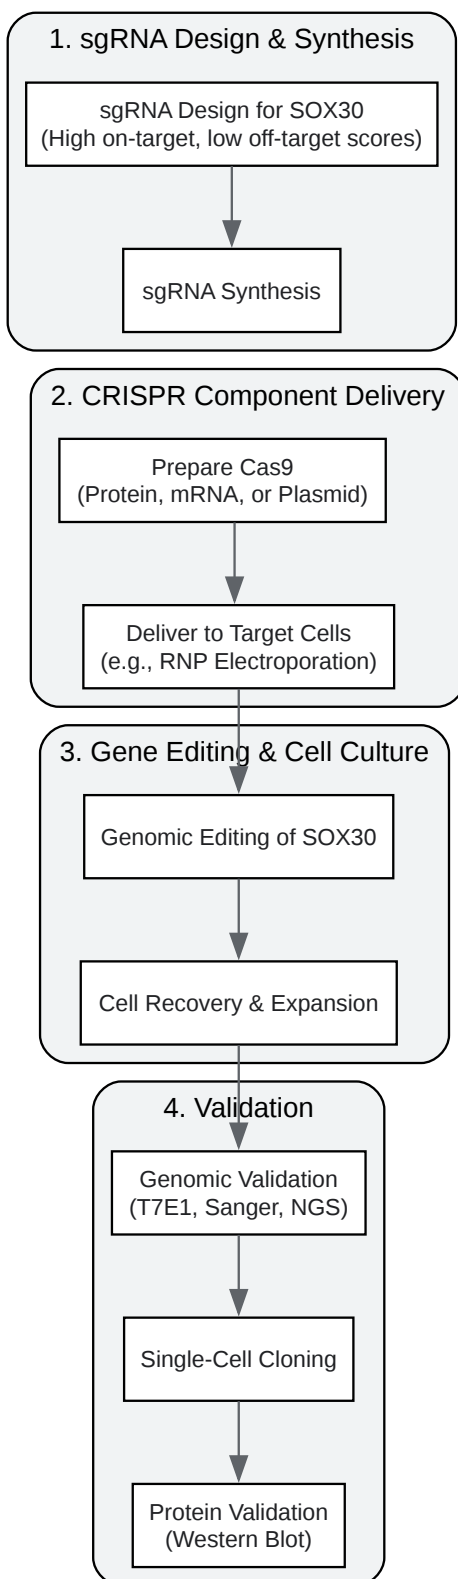 1. sgRNA Design & Synthesis
sgRNA Design for SOX30
(High on-target, low off-target scores)
sgRNA Synthesis
2. CRISPR Component Delivery
Prepare Cas9
(Protein, mRNA, or Plasmid)
Deliver to Target Cells
(e.g., RNP Electroporation)
3. Gene Editing & Cell Culture
Genomic Editing of SOX30
Cell Recovery & Expansion
4. Validation
Genomic Validation
(T7E1, Sanger, NGS)
Single-Cell Cloning
Protein Validation
(Western Blot)